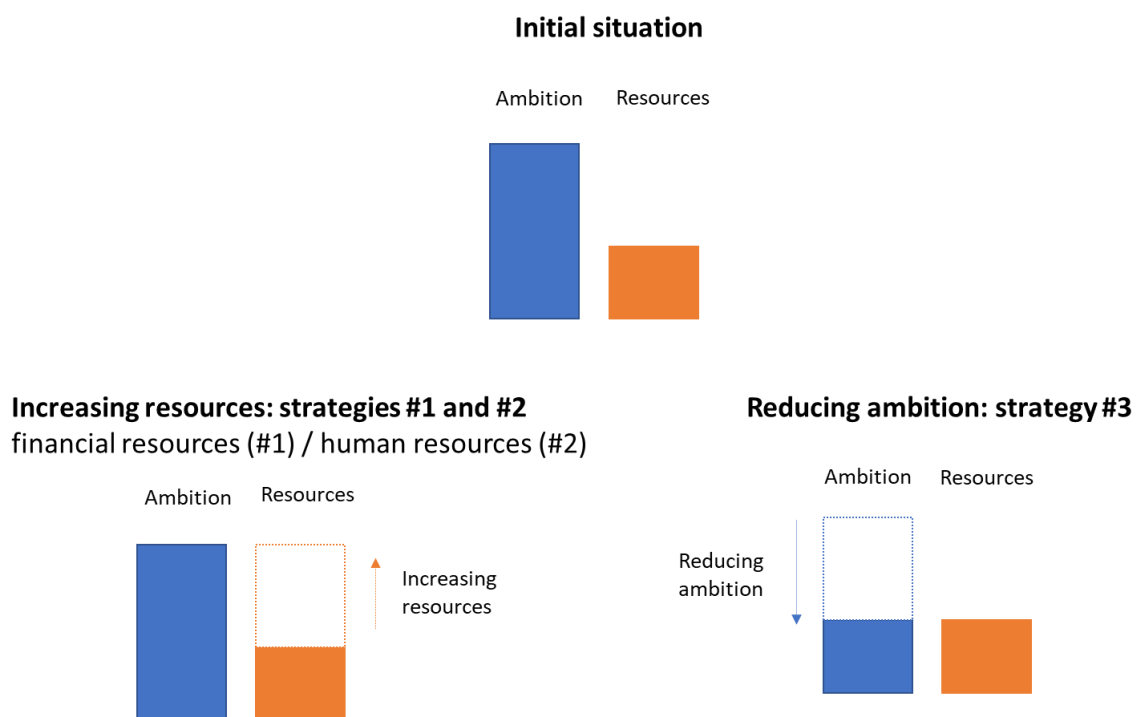 Initial situation
Ambition
Resources
Increasing resources: strategies #1 and #2
financial resources (#1) / human resources (#2)
Ambition
Resources
Increasing
resources
Reducing ambition: strategy #3
Ambition
Resources
Reducing
ambition